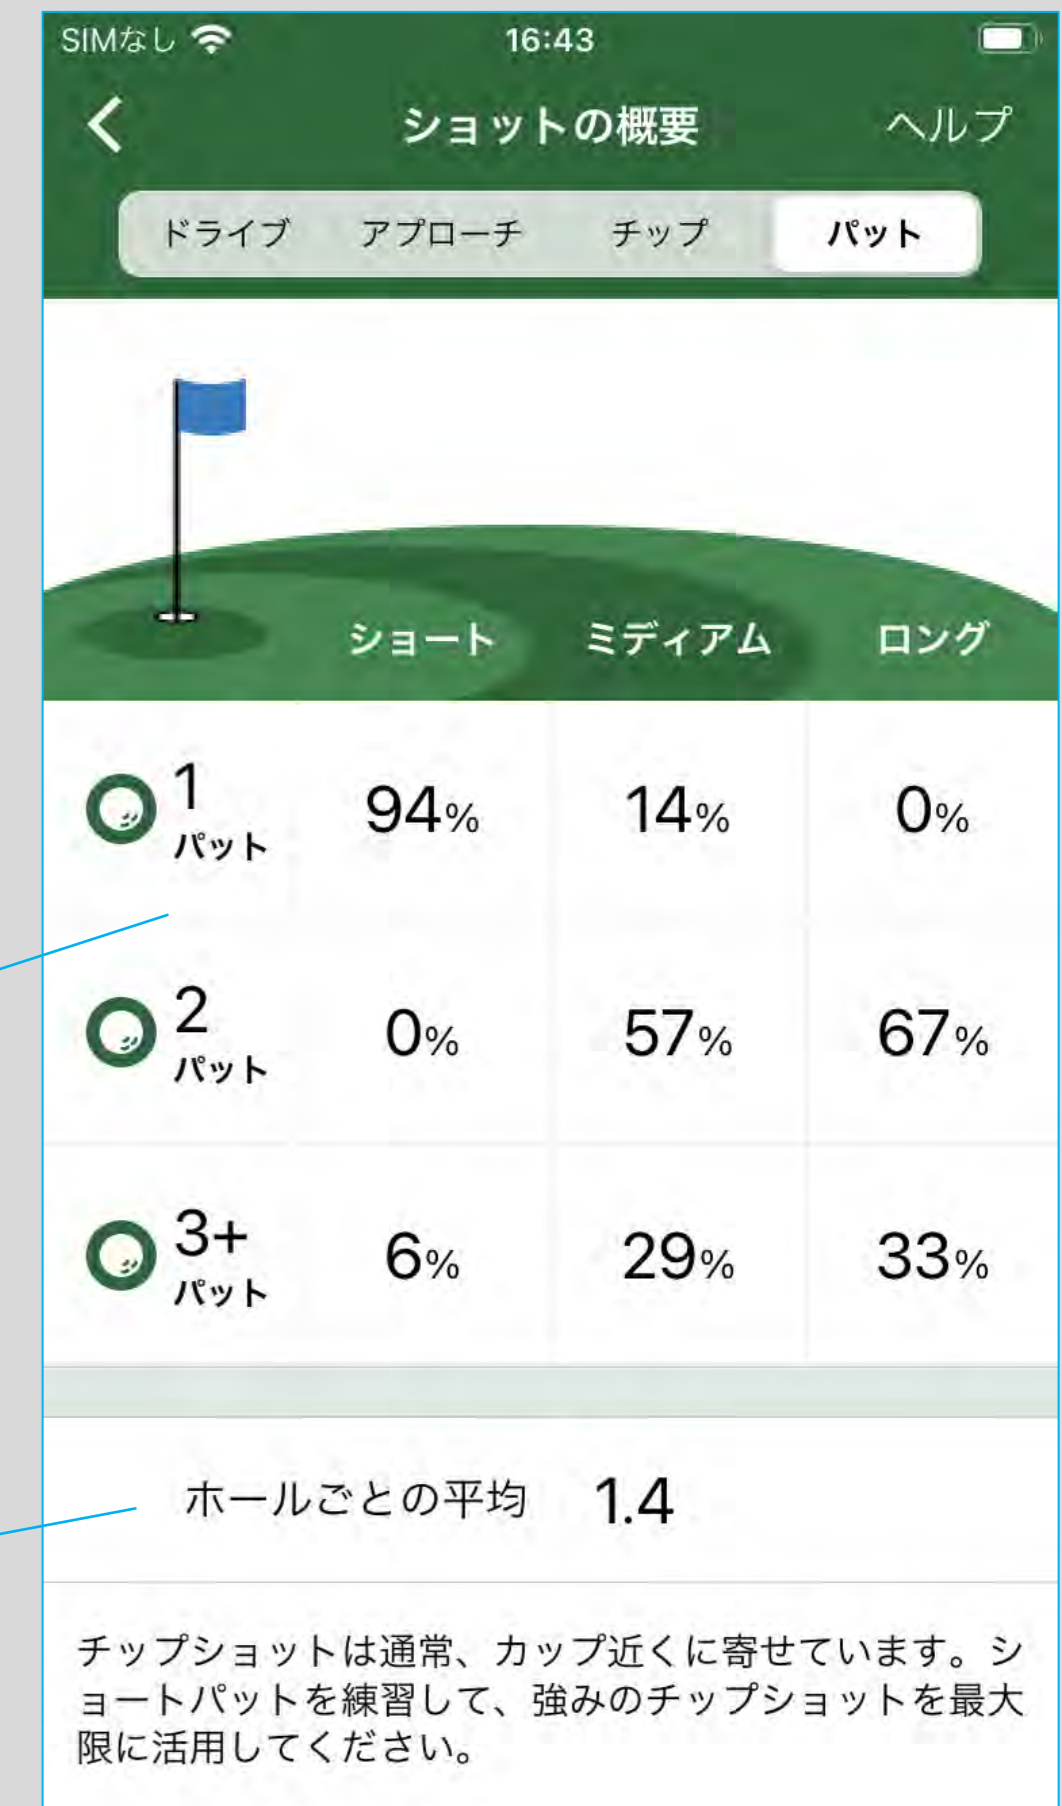 SIMなし 16:43
ショットの概要 ヘルプ
ドライブ アプローチ チップ パット
ショート ミディアム ロング
1 パット 94% 14% 0%
2 パット 0% 57% 67%
3+ パット 6% 29% 33%
ホールごとの平均 1.4
チップショットは通常、カップ近くに寄せています。シ
ョートパットを練習して、強みのチップショットを最大
限に活用してください。